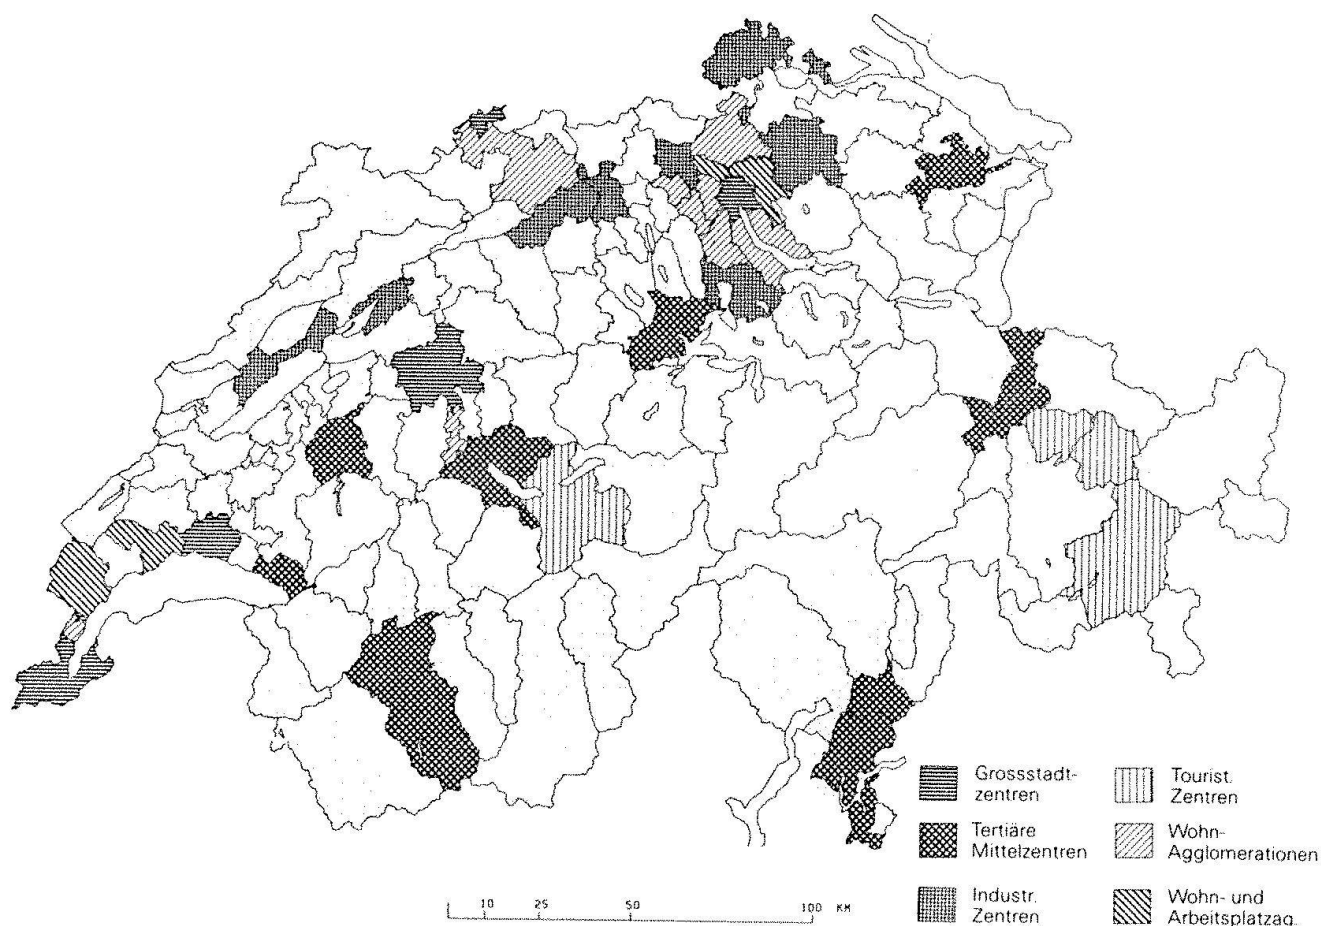 Grossstadt-
zentren
Tourist.
Zentren
Tertiäre
Mittelzentren
Wohn-
Agglomerationen
Industr.
Zentren
Wohn- und
Arbeitsplatzag.
10 25 50 100 KM